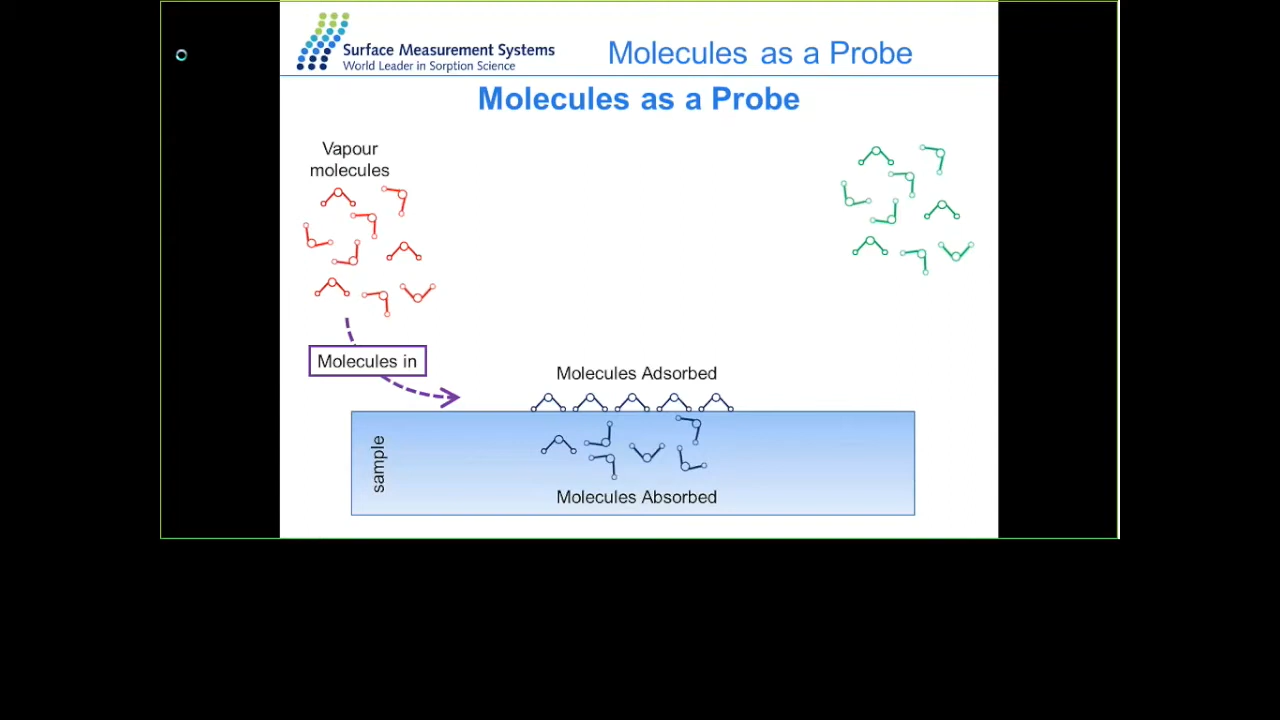 Surface Measurement Systems
World Leader in Sorption Science
Molecules as a Probe
Molecules as a Probe
Vapour
molecules
Molecules in
Molecules Adsorbed
sample
Molecules Absorbed